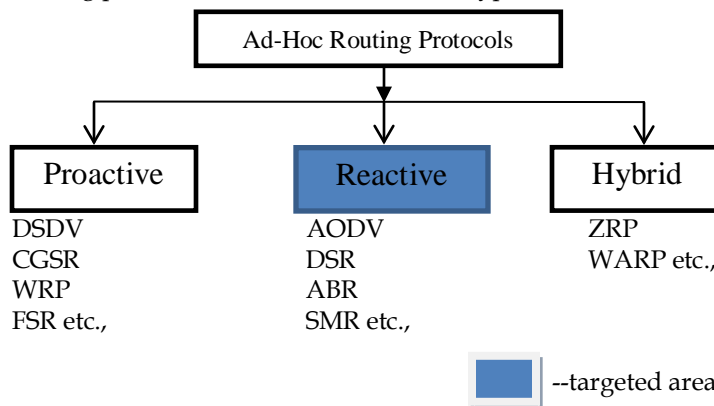 Ad-Hoc Routing Protocols
Proactive
Reactive
Hybrid
DSDV
CGSR
WRP
FSR etc.,
AODV
DSR
ABR
SMR etc.,
ZRP
WARP etc.,
--targeted area